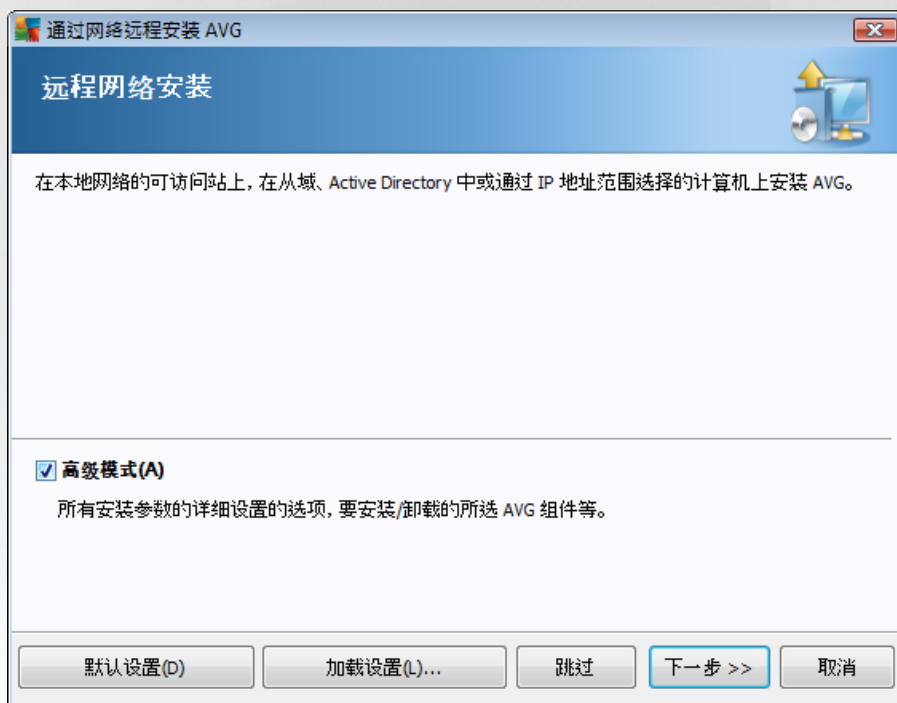 通过网络远程安装 AVG
远程网络安装
在本地网络的可访问站上，在从域、Active Directory 中或通过 IP 地址范围选择的计算机上安装 AVG。
高级模式(A)
所有安装参数的详细设置的选项，要安装/卸载的所选 AVG 组件等。
默认设置(D)
加载设置(L)...
跳过
下一步 >>
取消